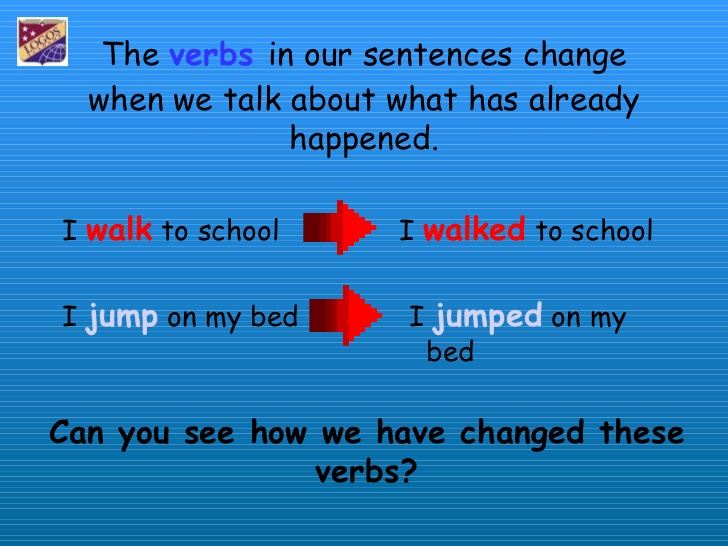 LOGOS
The verbs in our sentences change
when we talk about what has already
happened.
I walk to school I walked to school
I jump on my bed I jumped on my
bed
Can you see how we have changed these
verbs?